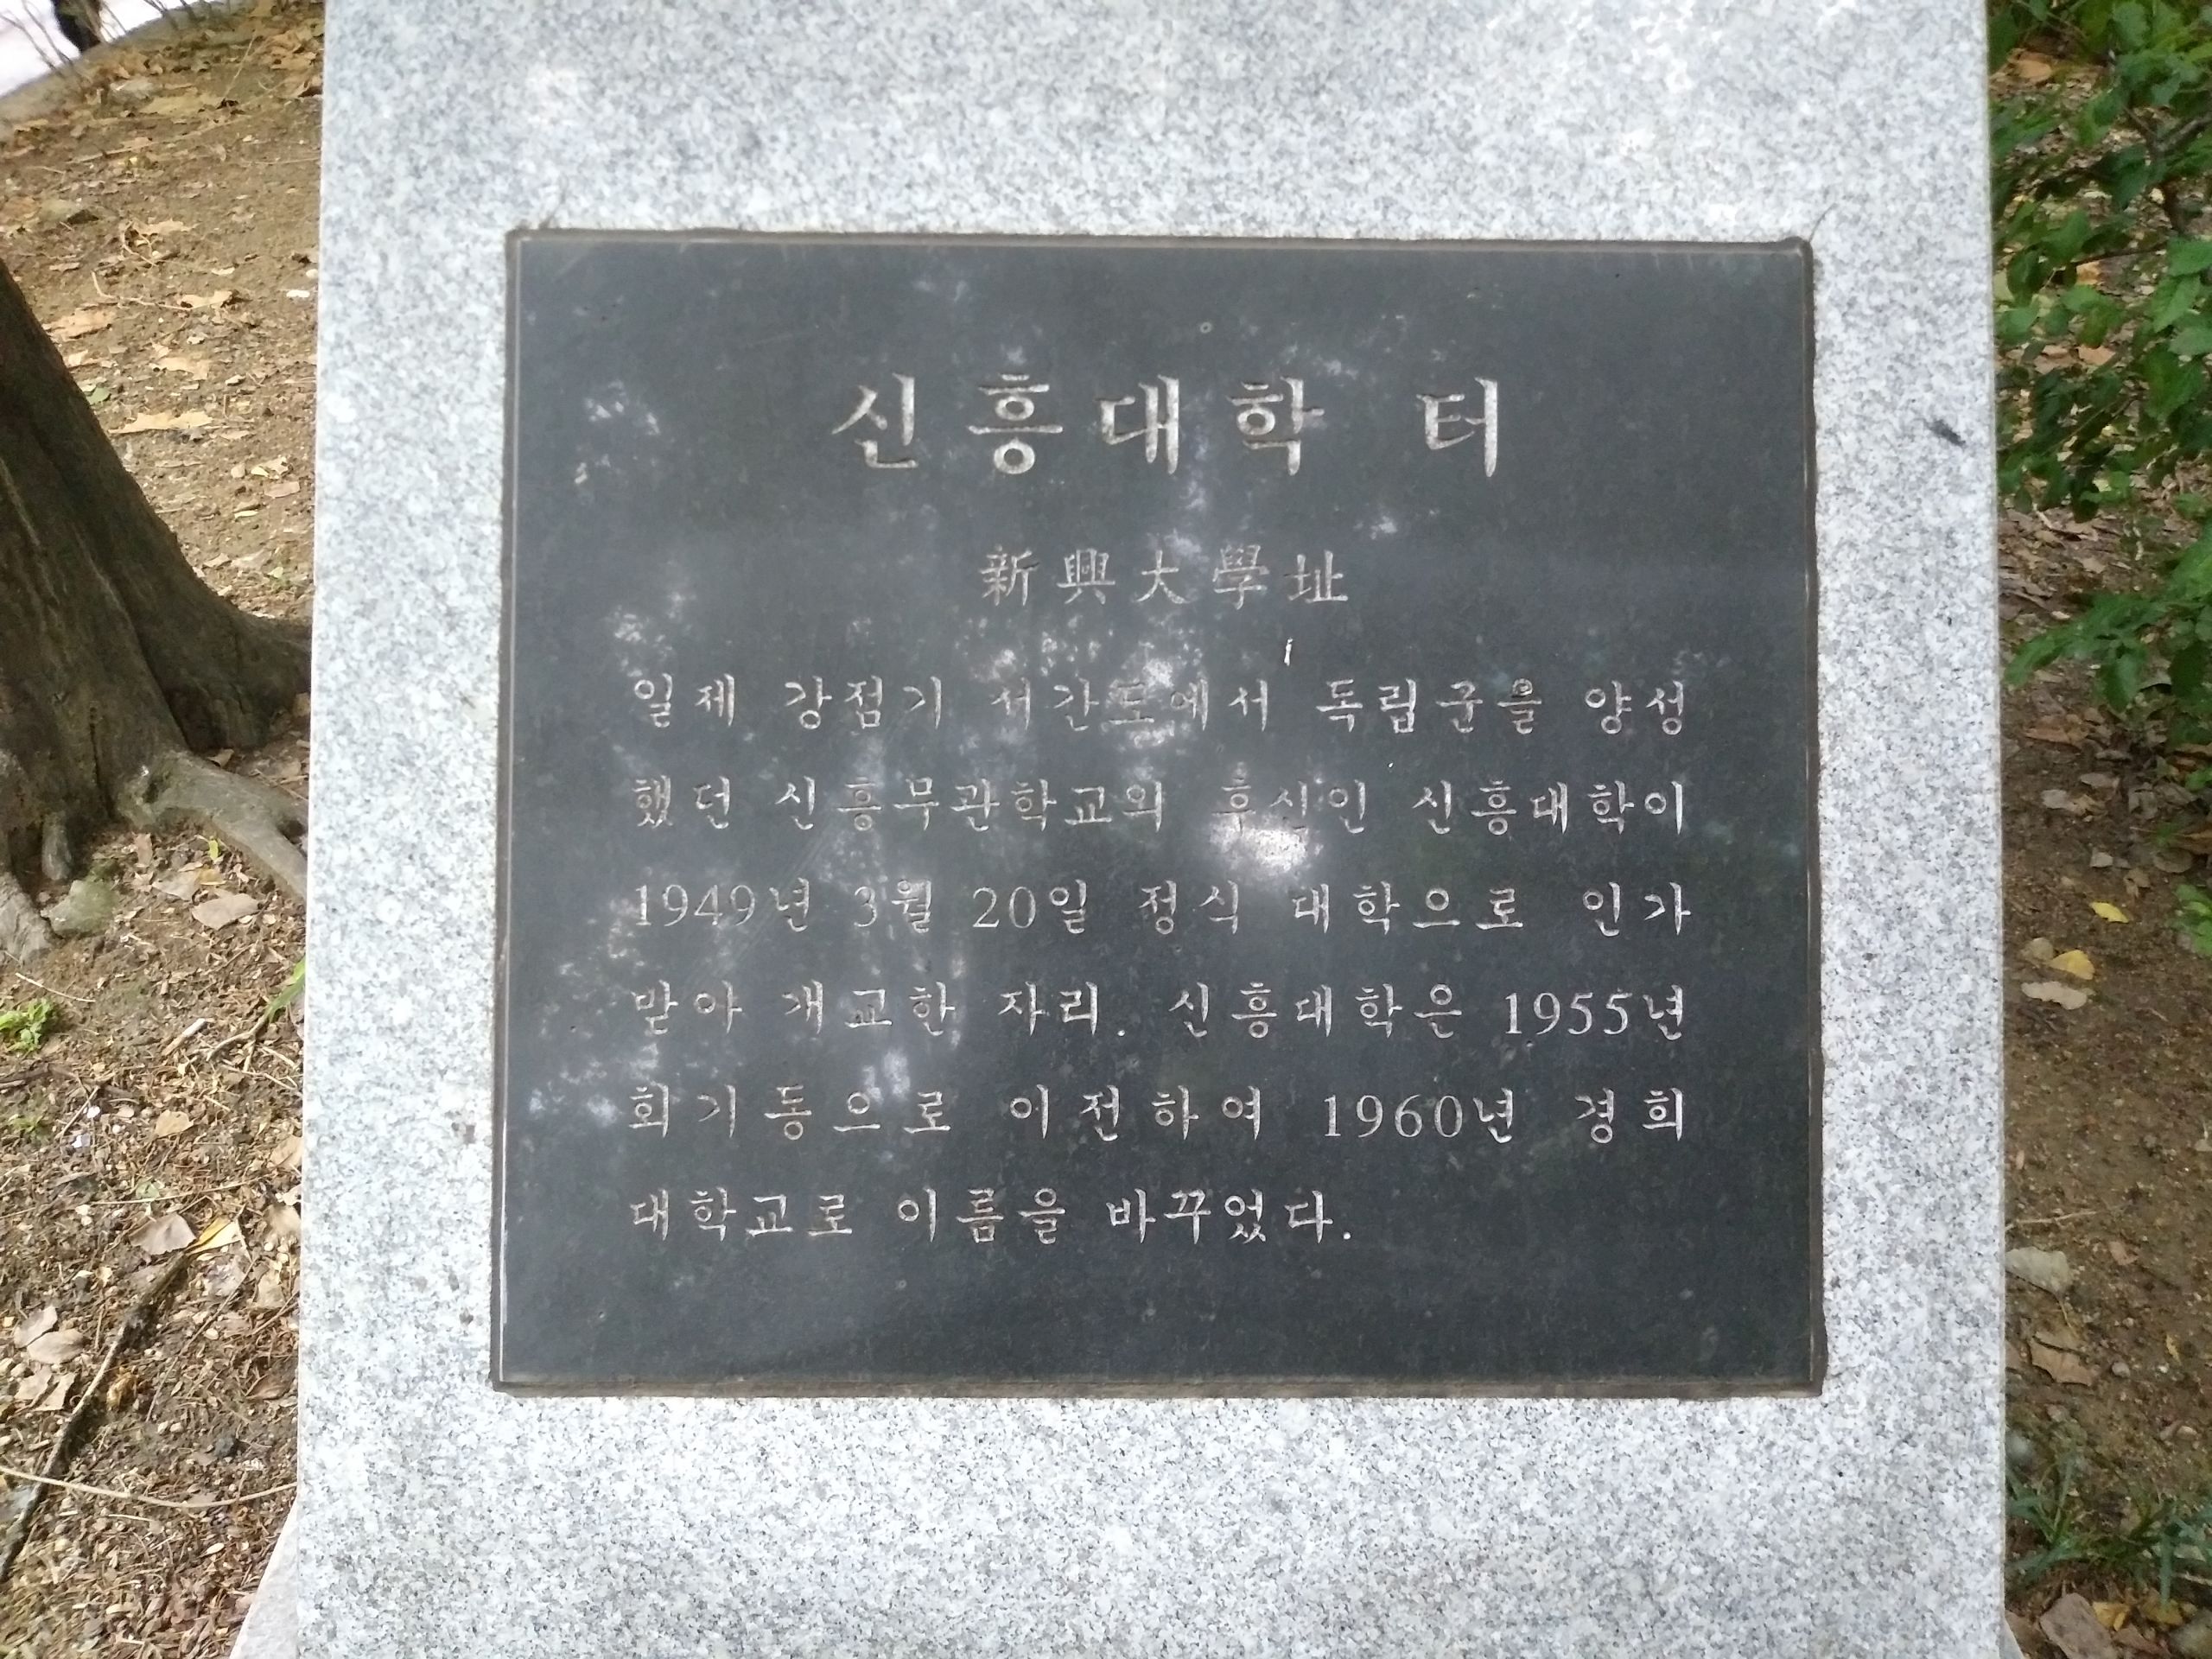 신흥대학 터
新興大學址
일제 강점기 서간도에서 독립군을 양성
했던 신흥무관학교의 후신인 신흥대학이
1949년 3월 20일 정식 대학으로 인가
받아 개교한 자리. 신흥대학은 1955년
회기동으로 이전하여 1960년 경희
대학교로 이름을 바꾸었다.